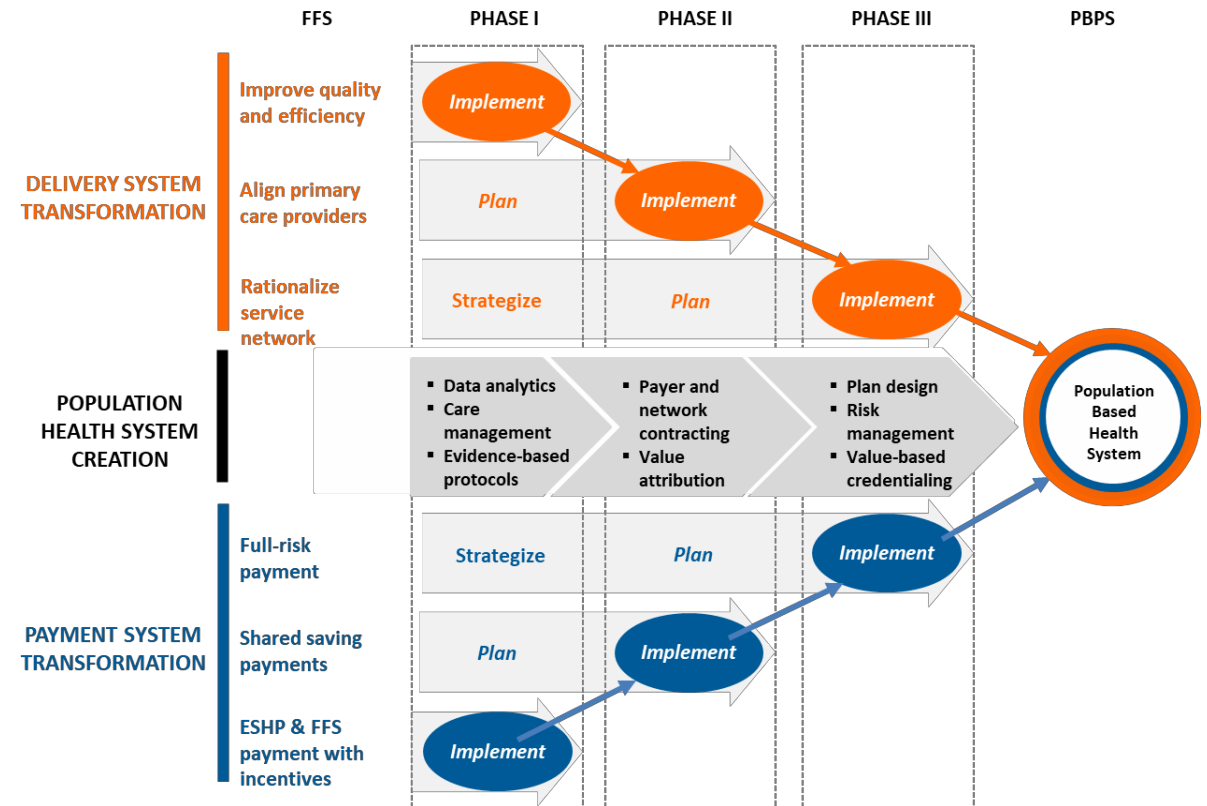 FFS
PHASE I
PHASE II
PHASE III
PBPS
DELIVERY SYSTEM
TRANSFORMATION
Improve quality
and efficiency
Implement
Align primary
care providers
Plan
Implement
Rationalize
service
network
Strategize
Plan
Implement
POPULATION
HEALTH SYSTEM
CREATION
▪ Data analytics
▪ Care
management
▪ Evidence-based
protocols
▪ Payer and
network
contracting
▪ Value
attribution
▪ Plan design
▪ Risk
management
▪ Value-based
credentialing
Population
Based
Health
System
PAYMENT SYSTEM
TRANSFORMATION
Full-risk
payment
Strategize
Plan
Implement
Shared saving
payments
Plan
Implement
ESHP & FFS
payment with
incentives
Implement